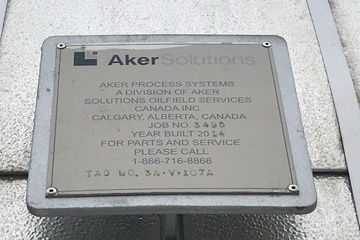 AkerSolutions
AKER PROCESS SYSTEMS
A DIVISION OF AKER
SOLUTIONS OILFIELD SERVICES
CANADA INC.
CALGARY, ALBERTA, CANADA
JOB NO. 3495
YEAR BUILT 2014
FOR PARTS AND SERVICE
PLEASE CALL
1-866-716-8866
TAG NO. 3A-V-107A